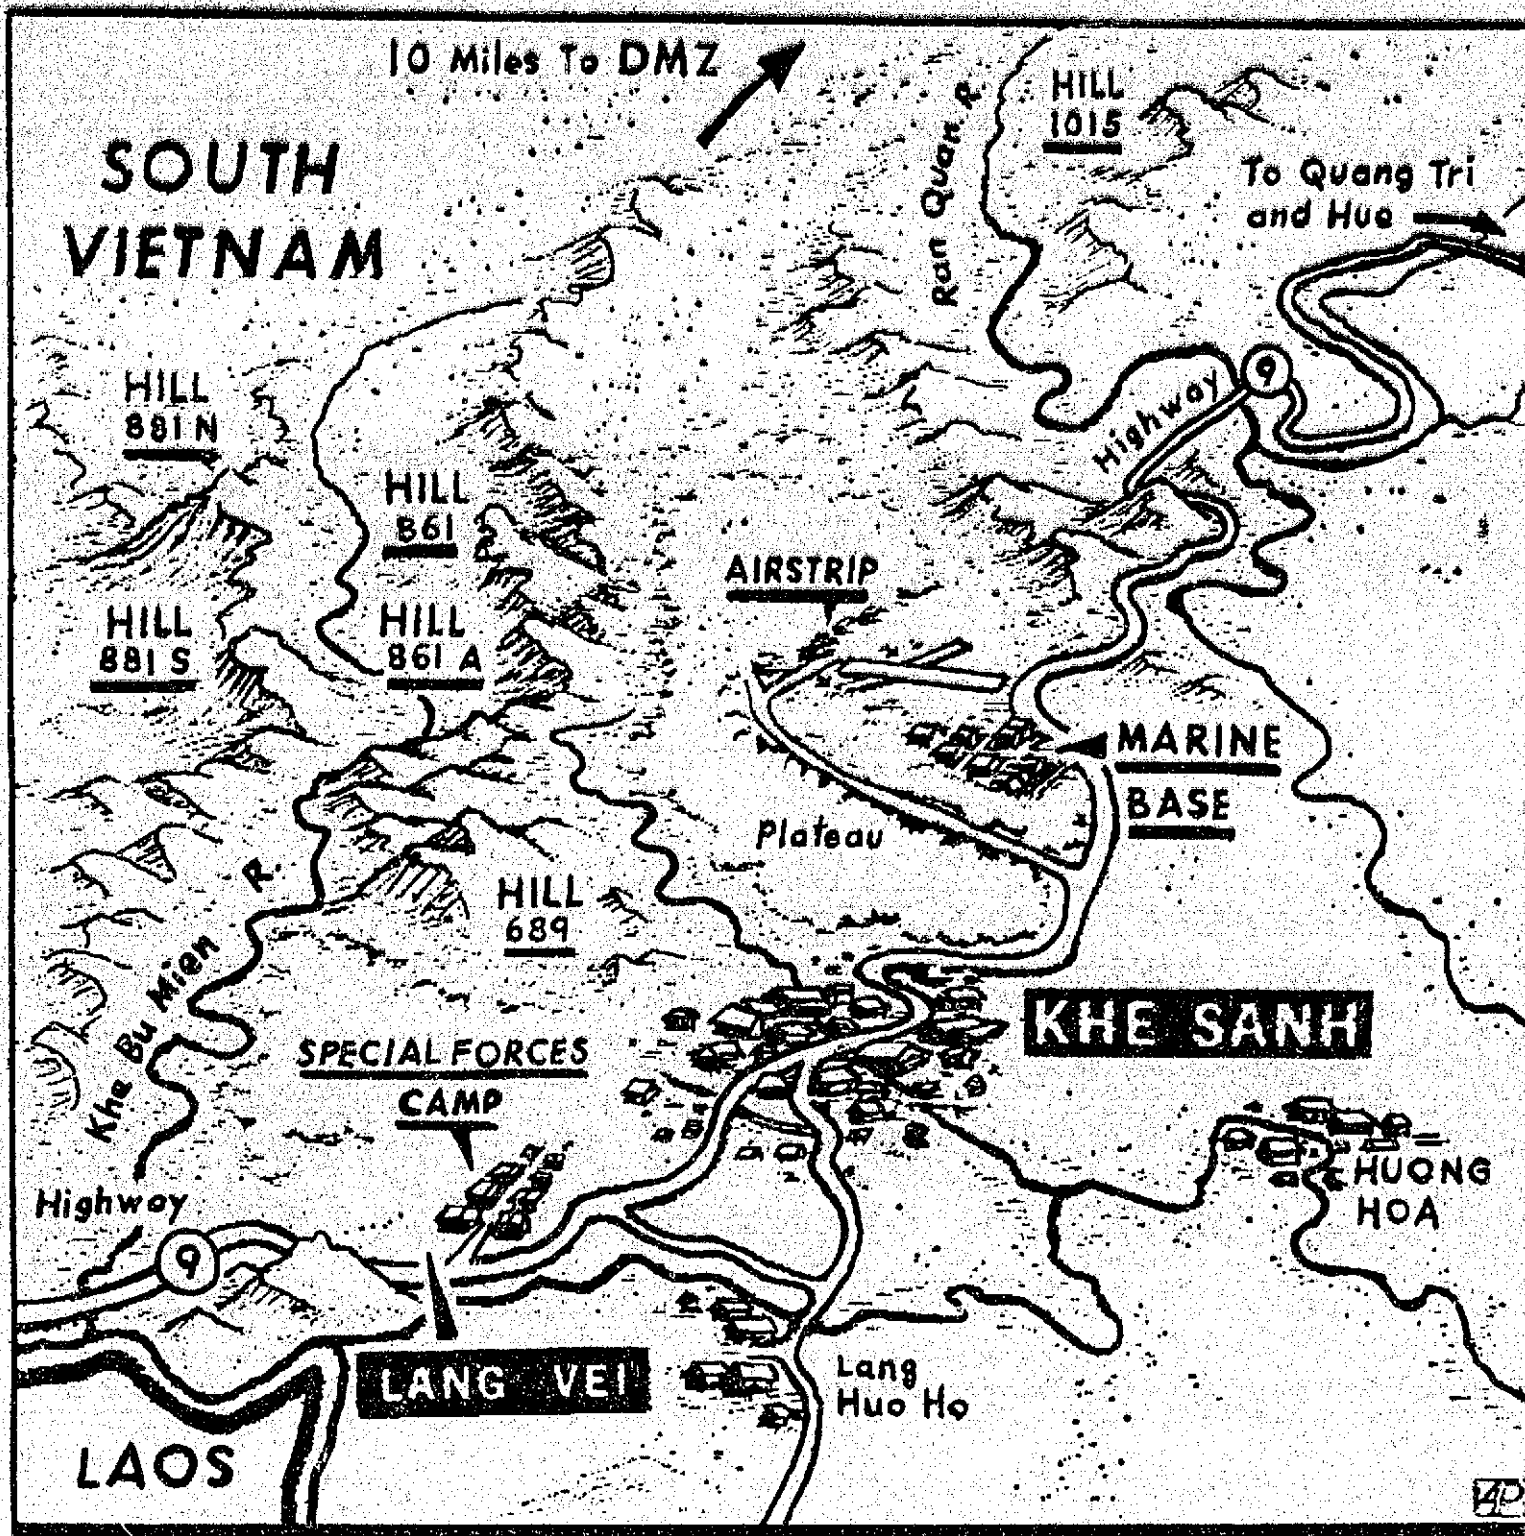 10 Miles To DMZ
SOUTH
VIETNAM
Ran Quan R.
HILL
1015
To Quang Tri
and Hue
HILL
881 N
HILL
861
Highway
9
AIRSTRIP
HILL
881 S
HILL
861 A
MARINE
BASE
Plateau
HILL
689
Khe Bu Mien R.
KHE SANH
SPECIAL FORCES
CAMP
HUONG
HOA
Highway
9
LANG VEI
Lang
Huo Ho
LAOS
AP